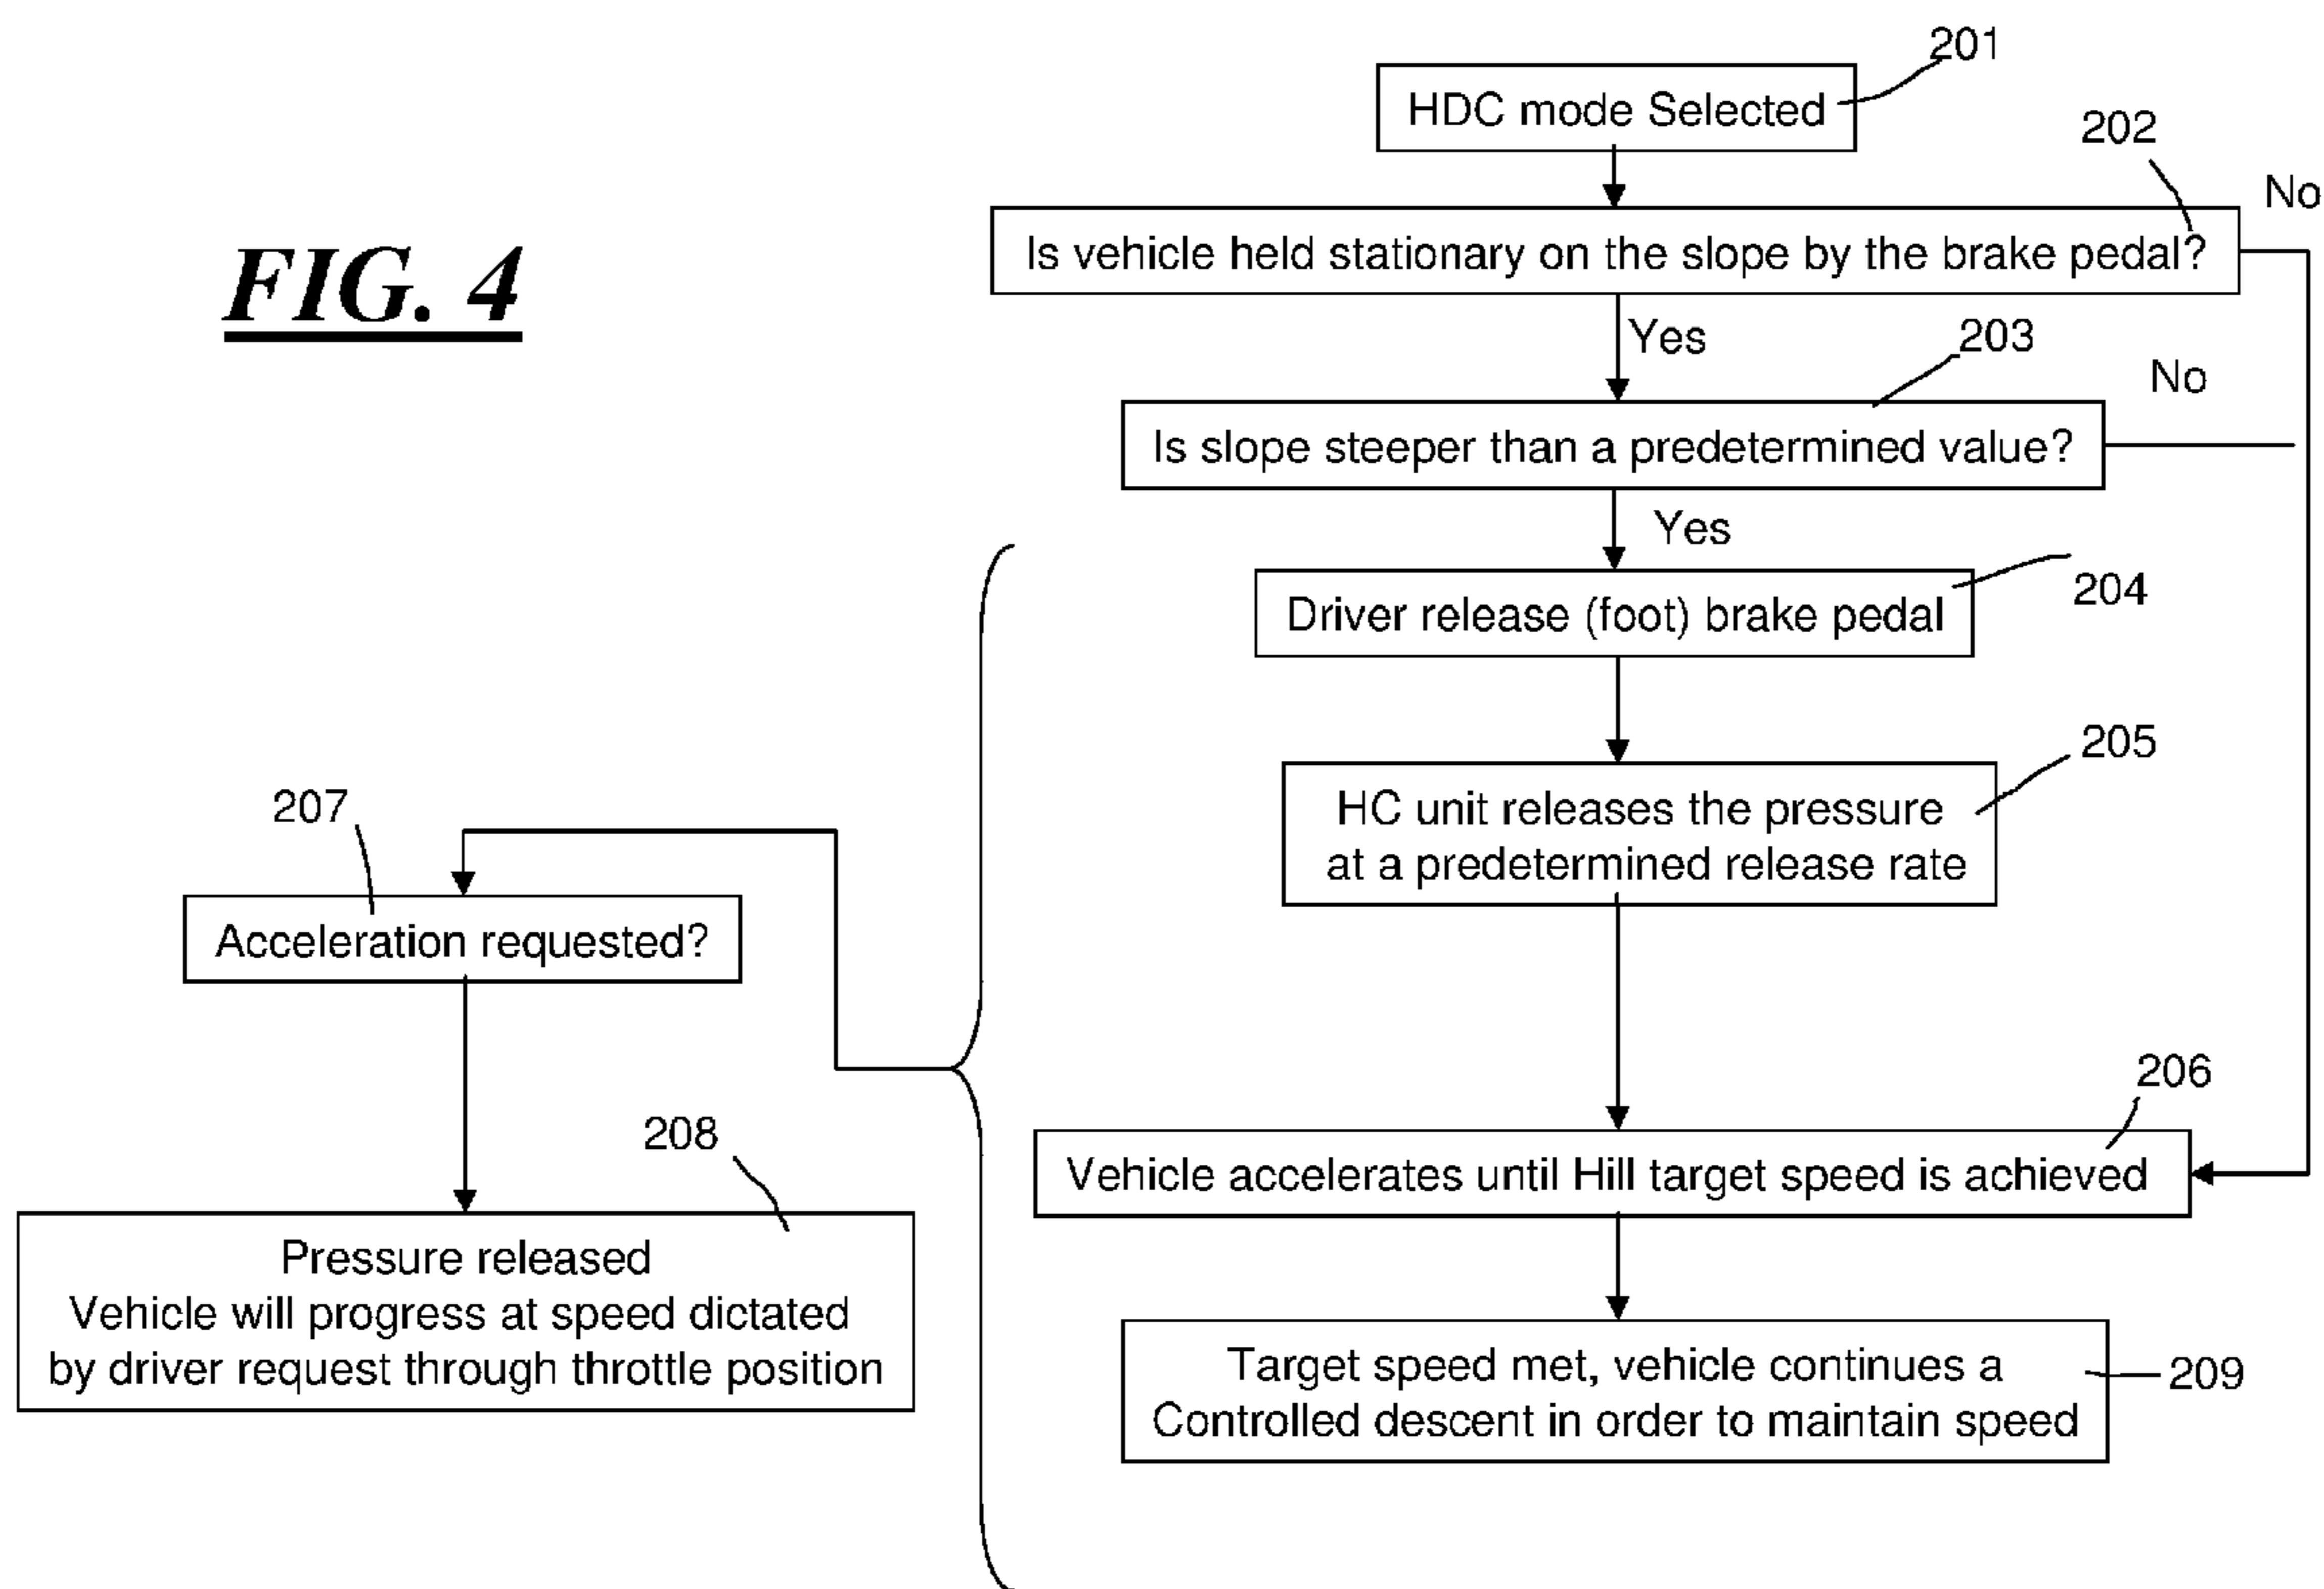 FIG. 4
201
HDC mode Selected
202
No
Is vehicle held stationary on the slope by the brake pedal?
Yes
203
No
Is slope steeper than a predetermined value?
Yes
204
Driver release (foot) brake pedal
205
HC unit releases the pressure
at a predetermined release rate
207
Acceleration requested?
206
Vehicle accelerates until Hill target speed is achieved
208
Pressure released
Vehicle will progress at speed dictated
by driver request through throttle position
209
Target speed met, vehicle continues a
Controlled descent in order to maintain speed